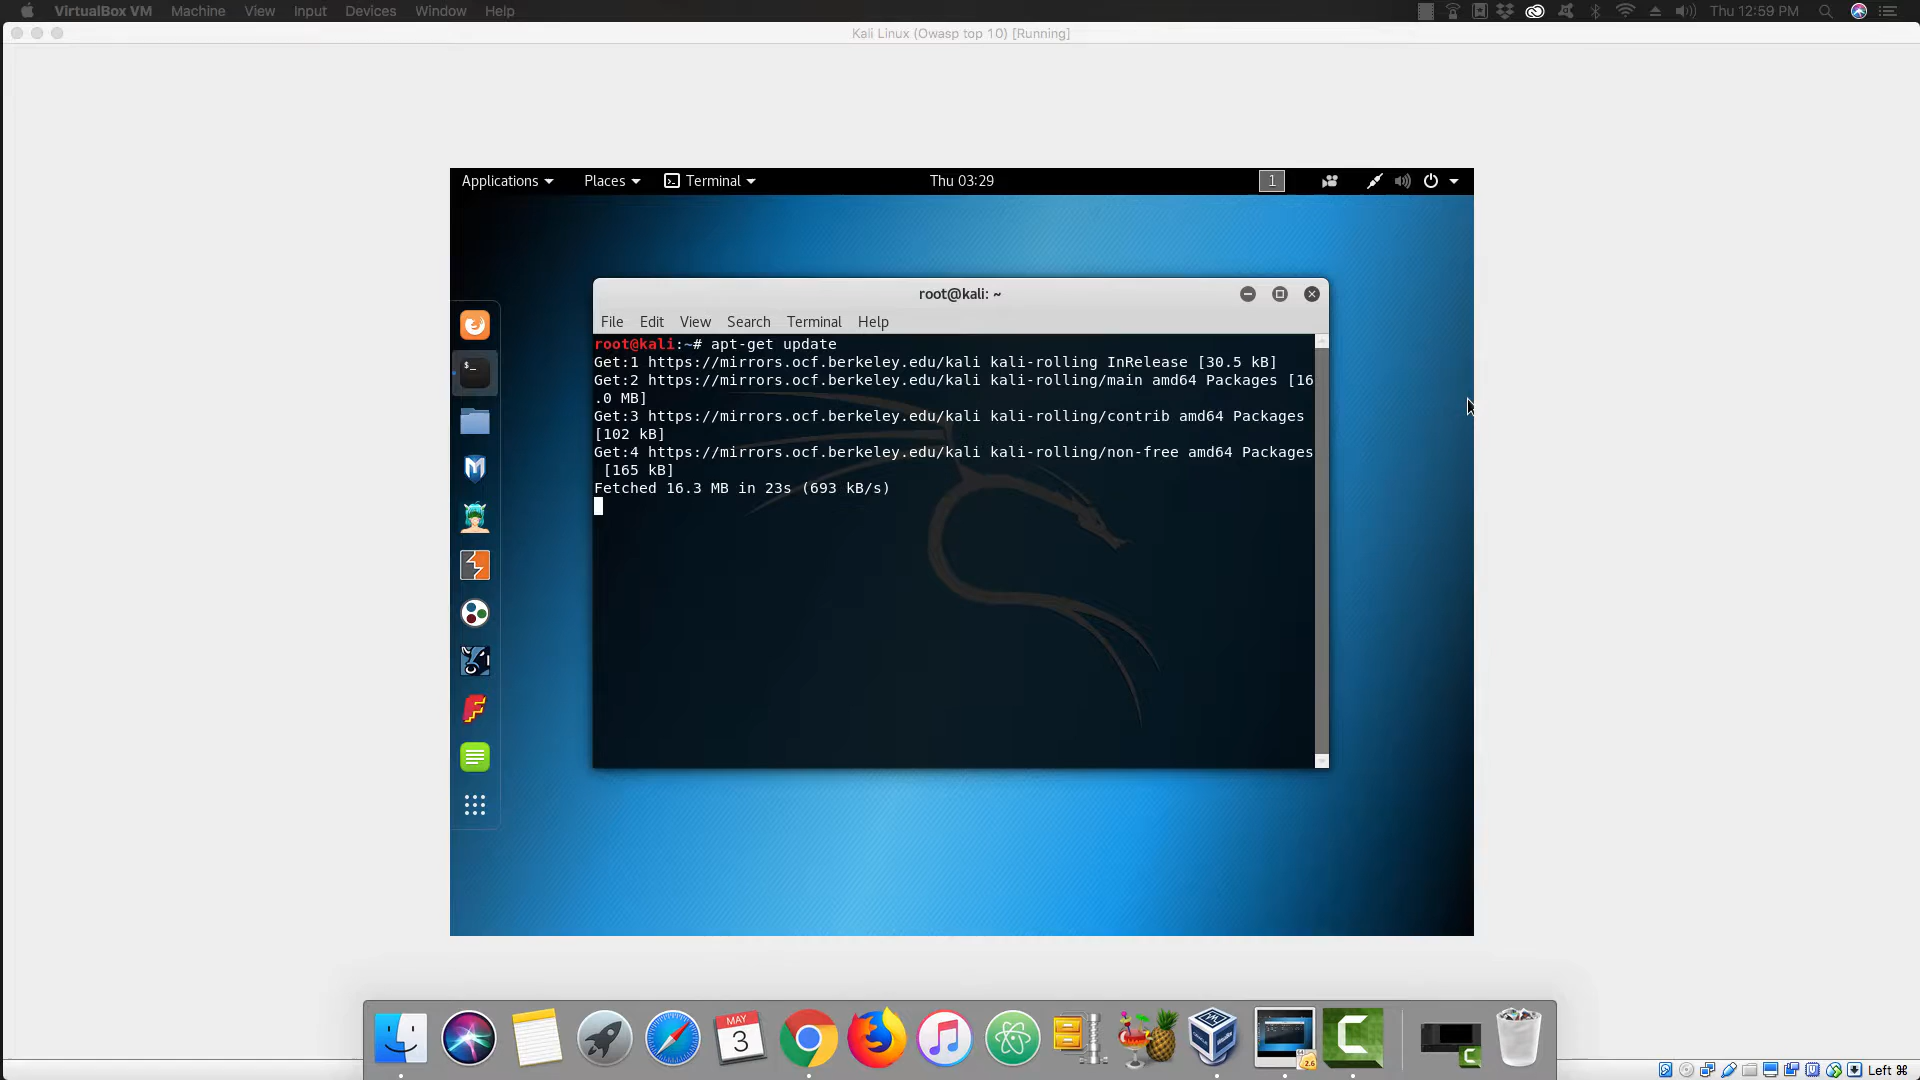 VirtualBox VM Machine View Input Devices Window Help Thu 12:59 PM
Kali Linux (Owasp top 10) [Running]
Applications Places Terminal Thu 03:29 1
root@kali: ~
File Edit View Search Terminal Help
root@kali:~# apt-get update
Get:1 https://mirrors.ocf.berkeley.edu/kali kali-rolling InRelease [30.5 kB]
Get:2 https://mirrors.ocf.berkeley.edu/kali kali-rolling/main amd64 Packages [16
.0 MB]
Get:3 https://mirrors.ocf.berkeley.edu/kali kali-rolling/contrib amd64 Packages
[102 kB]
Get:4 https://mirrors.ocf.berkeley.edu/kali kali-rolling/non-free amd64 Packages
[165 kB]
Fetched 16.3 MB in 23s (693 kB/s)
MAY
3
2.6
Left ⌘